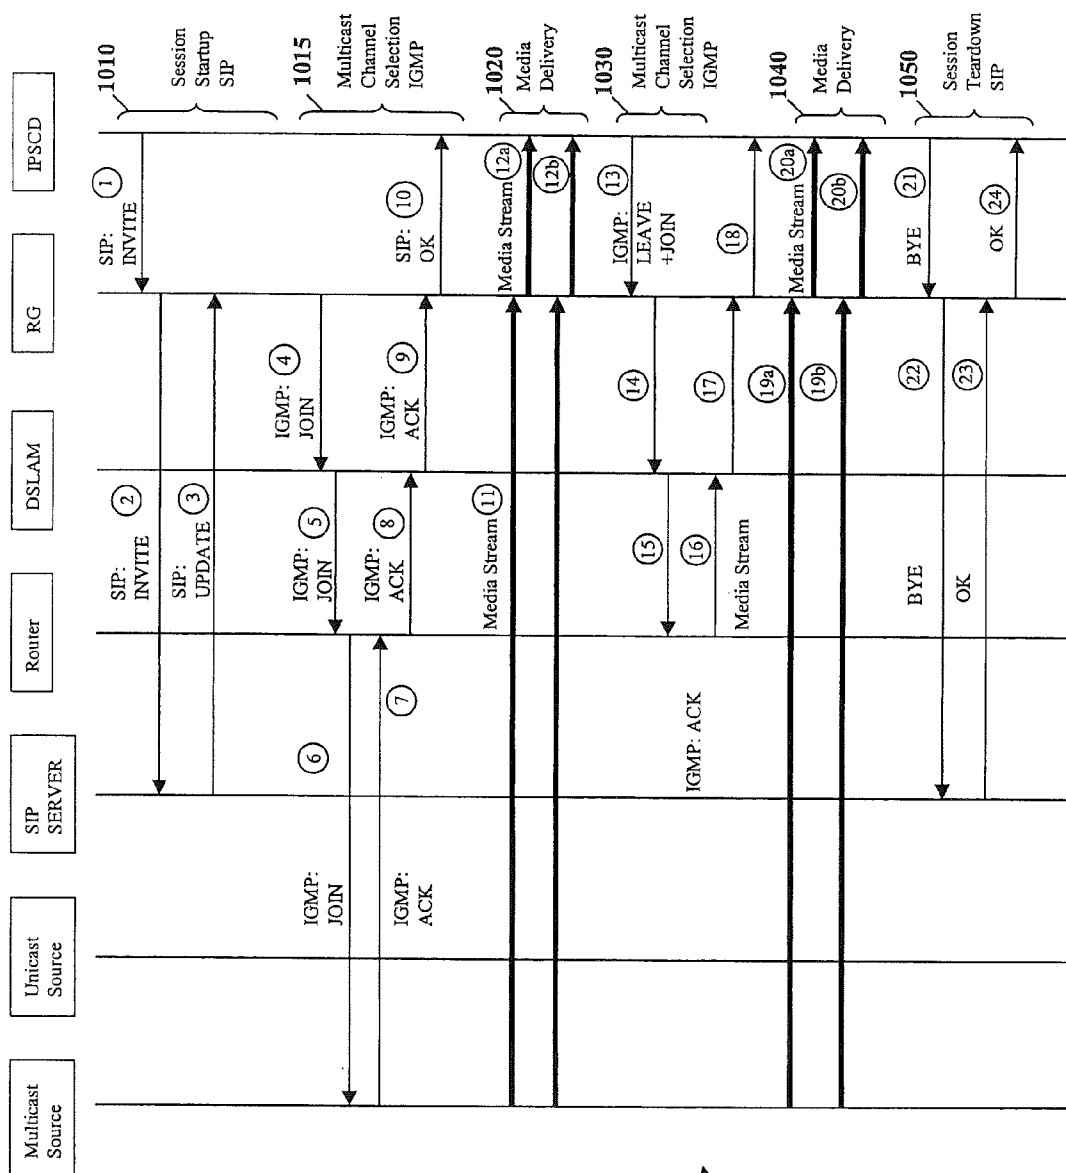 Multicast
Source
Unicast
Source
SIP
SERVER
Router
DSLAM
RG
IPSCD
1010
Session
Startup
SIP
SIP:
INVITE
1
SIP:
INVITE
2
SIP:
UPDATE
3
1015
Multicast
Channel
Selection
IGMP
IGMP:
JOIN
4
IGMP:
JOIN
5
IGMP:
JOIN
6
IGMP:
ACK
7
IGMP:
ACK
8
IGMP:
ACK
9
SIP:
OK
10
1020
Media
Delivery
Media Stream
11
Media Stream
12a
12b
1030
Multicast
Channel
Selection
IGMP
IGMP:
LEAVE
+JOIN
13
14
15
16
17
18
IGMP: ACK
1040
Media
Delivery
Media Stream
19a
19b
Media Stream
20a
20b
1050
Session
Teardown
SIP
BYE
21
BYE
22
OK
23
OK
24